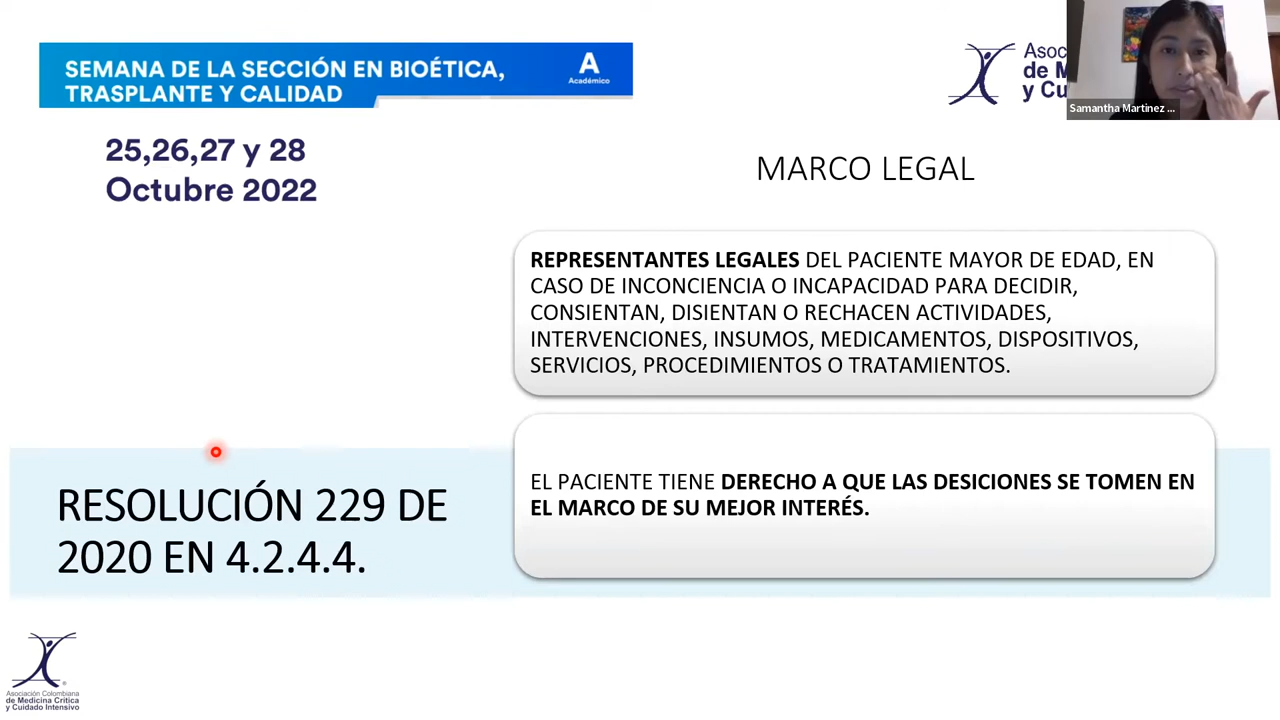 SEMANA DE LA SECCIÓN EN BIOÉTICA,
TRASPLANTE Y CALIDAD
A
Académico
Asoc
de M
y Cu
Samantha Martinez ...
25,26,27 y 28
Octubre 2022
MARCO LEGAL
REPRESENTANTES LEGALES DEL PACIENTE MAYOR DE EDAD, EN
CASO DE INCONCIENCIA O INCAPACIDAD PARA DECIDIR,
CONSIENTAN, DISIENTAN O RECHACEN ACTIVIDADES,
INTERVENCIONES, INSUMOS, MEDICAMENTOS, DISPOSITIVOS,
SERVICIOS, PROCEDIMIENTOS O TRATAMIENTOS.
EL PACIENTE TIENE DERECHO A QUE LAS DESICIONES SE TOMEN EN
EL MARCO DE SU MEJOR INTERÉS.
RESOLUCIÓN 229 DE
2020 EN 4.2.4.4.
Asociación Colombiana
de Medicina Crítica
y Cuidado Intensivo